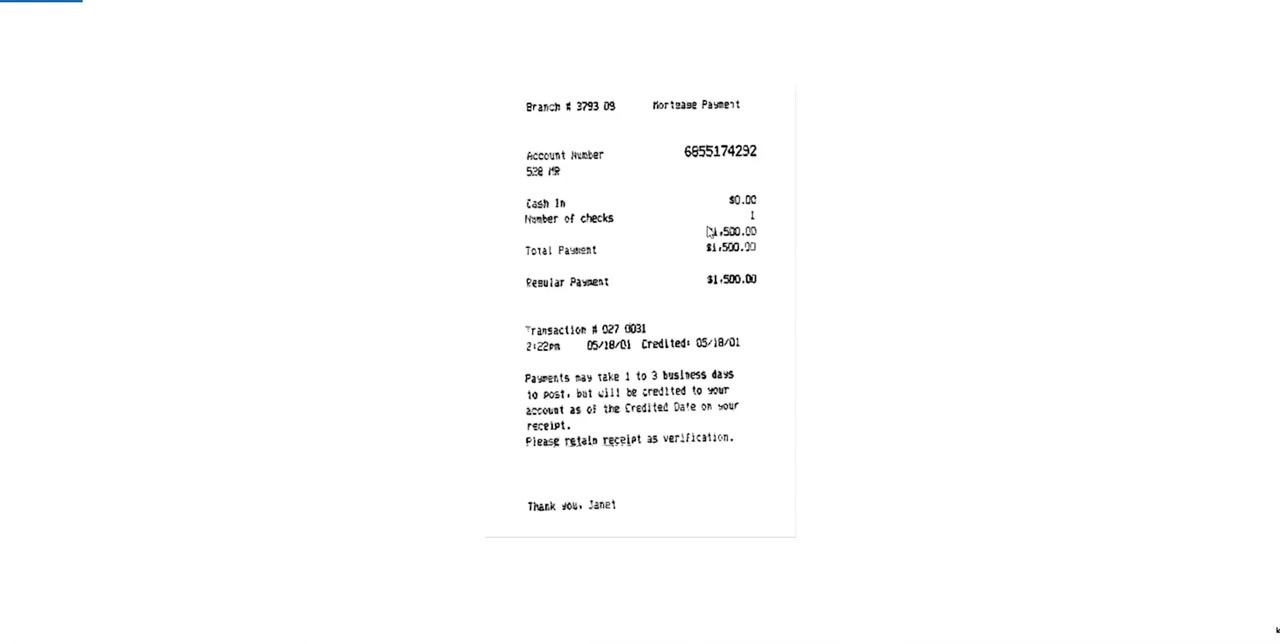 Branch # 3793 09 Mortgage Payment
Account Number 6855174292
528 MR
Cash In $0.00
Number of checks 1
$1,500.00
Total Payment $1,500.00
Regular Payment $1,500.00
Transaction # 027 0031
2:22pm 05/18/01 Credited: 05/18/01
Payments may take 1 to 3 business days
to post, but will be credited to your
account as of the Credited Date on your
receipt.
Please retain receipt as verification.
Thank you, Janet